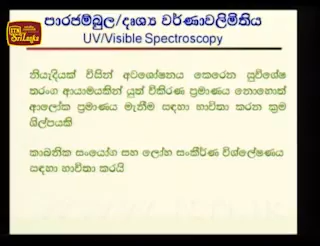 පාරජම්බුල/දෘශ්‍ය වර්ණාවලිමිතිය
UV/Visible Spectroscopy
නියැදියක් විසින් අවශෝෂනය කෙරෙන සුවිශේෂ
තරංග ආයාමයකින් යුත් විකිරණ ප්‍රමාණය නොහොත්
ආලෝක ප්‍රමාණය මැනීම සඳහා භාවිතා කරන ක්‍රම
ශිල්පයකි
කාබනික සංයෝග සහ ලෝහ සංකීර්ණ විශ්ලේෂණය
සඳහා භාවිතා කරයි